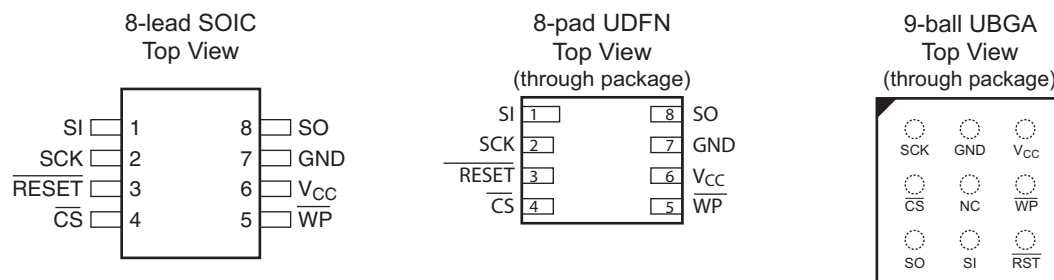 8-lead SOIC
Top View
SI 1 8 SO
SCK 2 7 GND
RESET 3 6 VCC
CS 4 5 WP
8-pad UDFN
Top View
(through package)
SI 1 8 SO
SCK 2 7 GND
RESET 3 6 VCC
CS 4 5 WP
9-ball UBGA
Top View
(through package)
SCK GND VCC
CS NC WP
SO SI RST